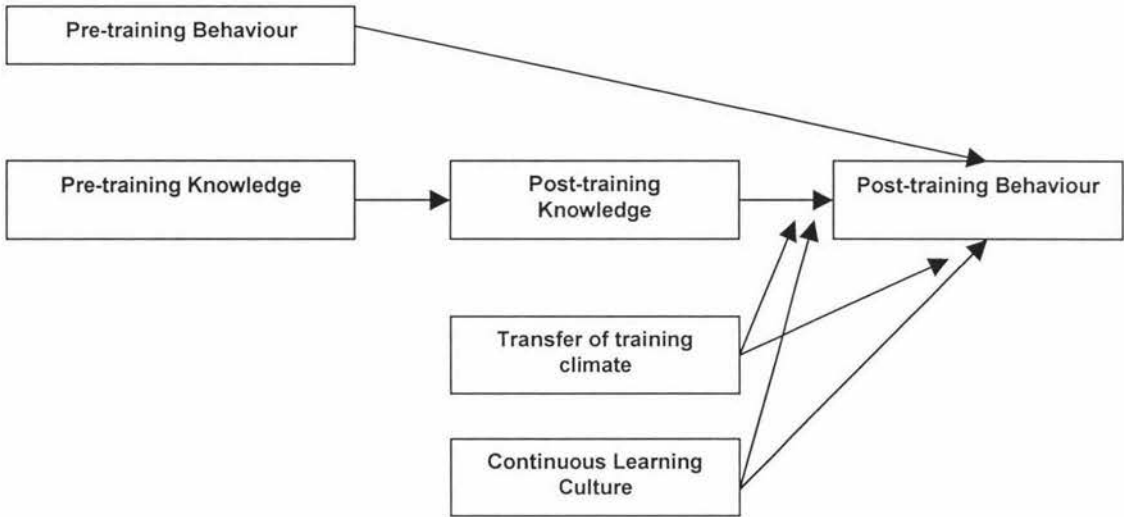 Pre-training Behaviour
Pre-training Knowledge
Post-training
Knowledge
Post-training Behaviour
Transfer of training
climate
Continuous Learning
Culture